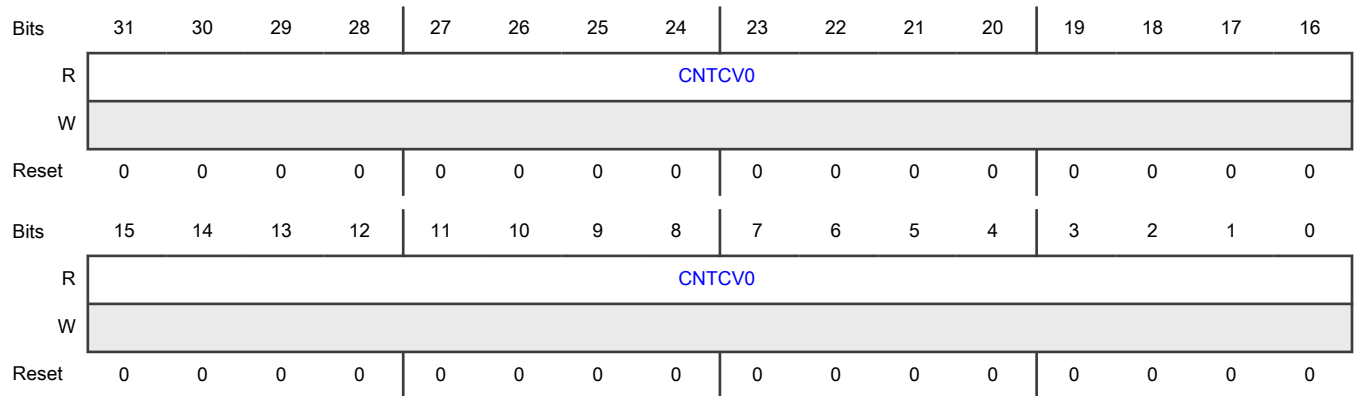 Bits 31 30 29 28 27 26 25 24 23 22 21 20 19 18 17 16
R CNTCV0
W
Reset 0 0 0 0 0 0 0 0 0 0 0 0 0 0 0 0
Bits 15 14 13 12 11 10 9 8 7 6 5 4 3 2 1 0
R CNTCV0
W
Reset 0 0 0 0 0 0 0 0 0 0 0 0 0 0 0 0